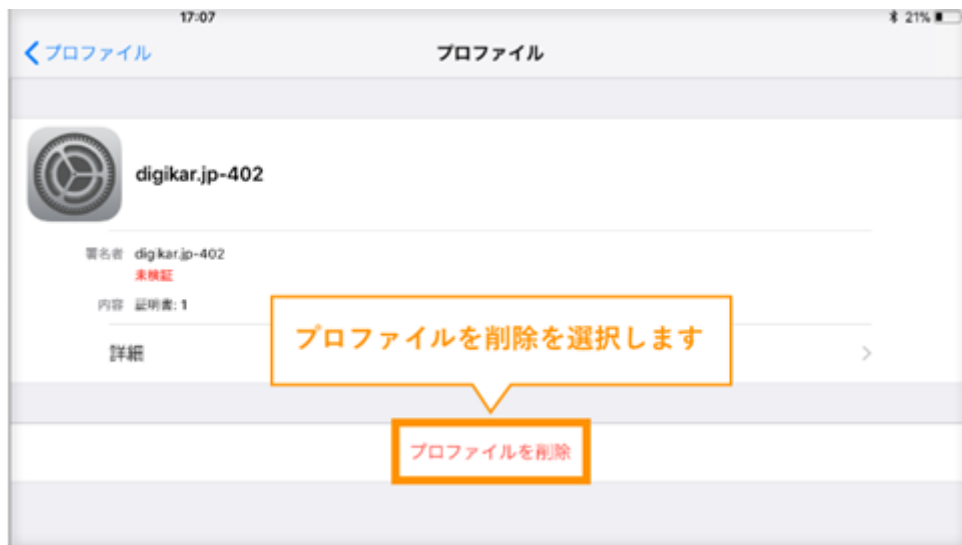 17:07
21%
プロファイル
プロファイル
digikar.jp-402
署名者 digikar.jp-402
未検証
内容 証明書: 1
プロファイルを削除を選択します
詳細
プロファイルを削除